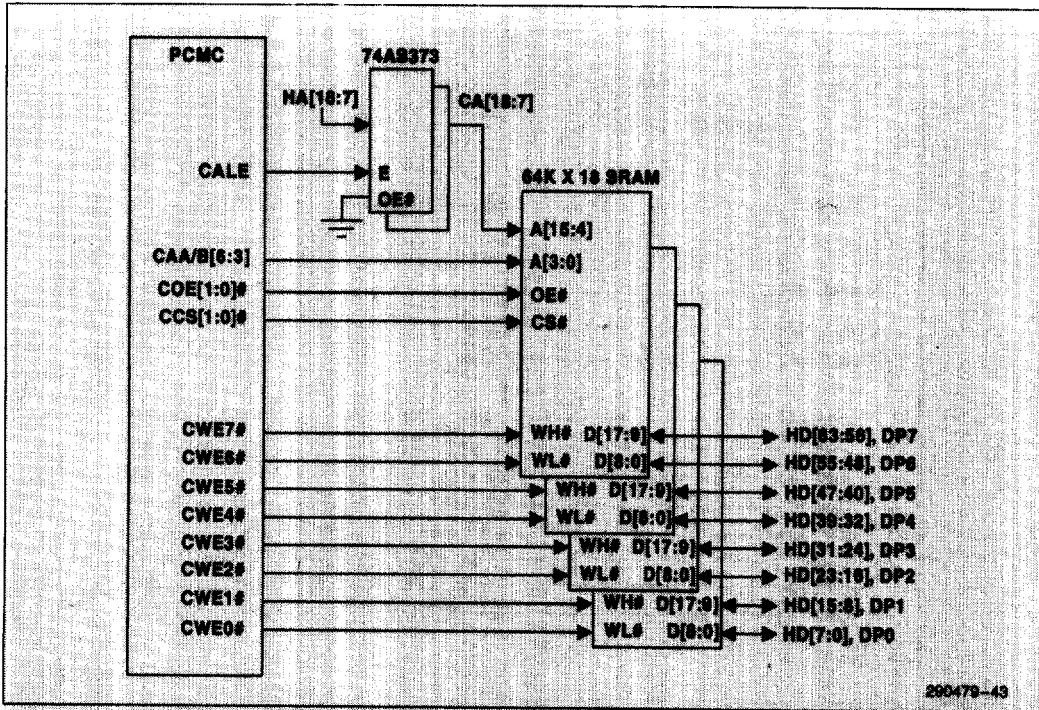 PCMC
74AS373
HA[18:7]
CA[18:7]
CALE
E
OE#
64K X 18 SRAM
A[15:4]
CAA/B[6:3]
A[3:0]
COE[1:0]#
OE#
CCS[1:0]#
CS#
CWE7#
WH# D[17:9]
HD[63:56], DP7
CWE6#
WL# D[8:0]
HD[55:48], DP6
CWE5#
WH# D[17:9]
HD[47:40], DP5
CWE4#
WL# D[8:0]
HD[39:32], DP4
CWE3#
WH# D[17:9]
HD[31:24], DP3
CWE2#
WL# D[8:0]
HD[23:16], DP2
CWE1#
WH# D[17:9]
HD[15:8], DP1
CWE0#
WL# D[8:0]
HD[7:0], DP0
290479-43